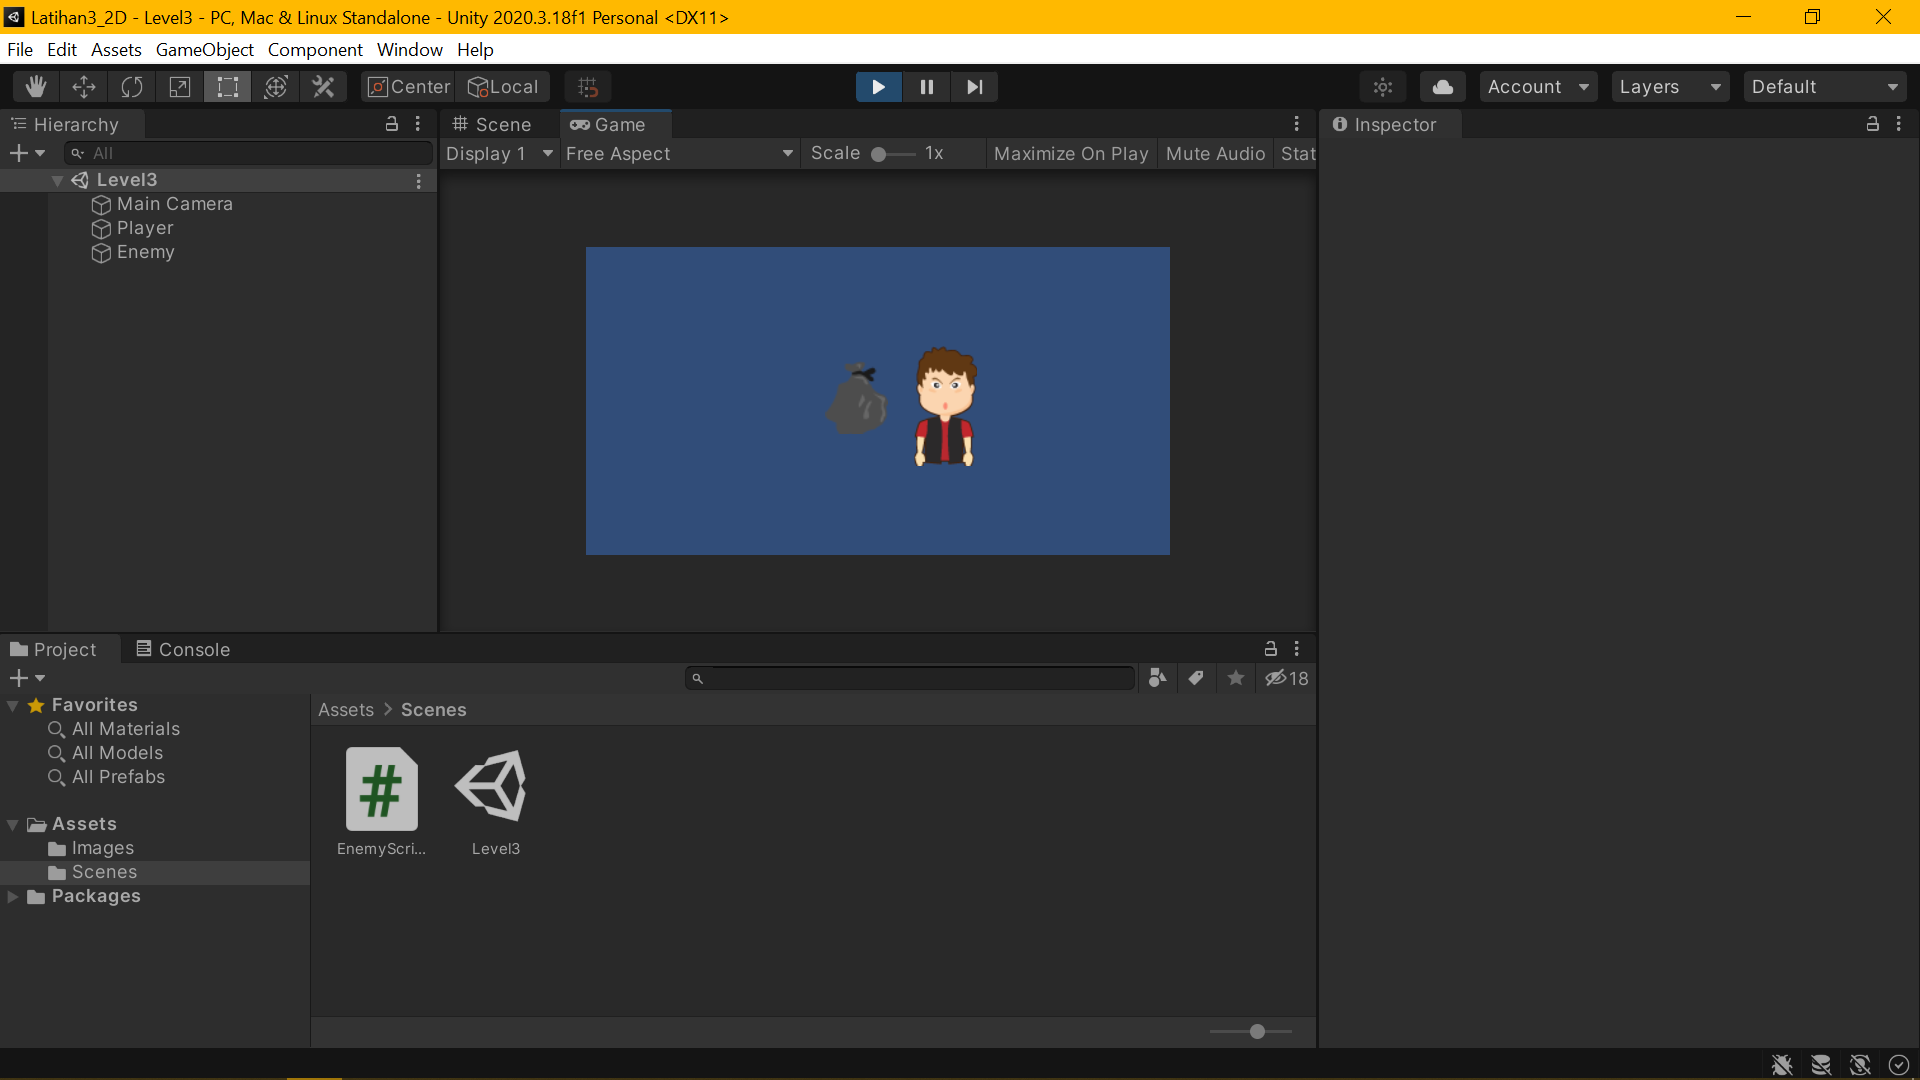 Latihan3_2D - Level3 - PC, Mac & Linux Standalone - Unity 2020.3.18f1 Personal <DX11>
File Edit Assets GameObject Component Window Help
Center Local Account Layers Default
Hierarchy
All
Level3
Main Camera
Player
Enemy
Scene Game
Display 1 Free Aspect Scale 1x Maximize On Play Mute Audio Stat
Inspector
Project Console
18
Favorites
All Materials
All Models
All Prefabs
Assets
Images
Scenes
Packages
Assets > Scenes
EnemyScri... Level3